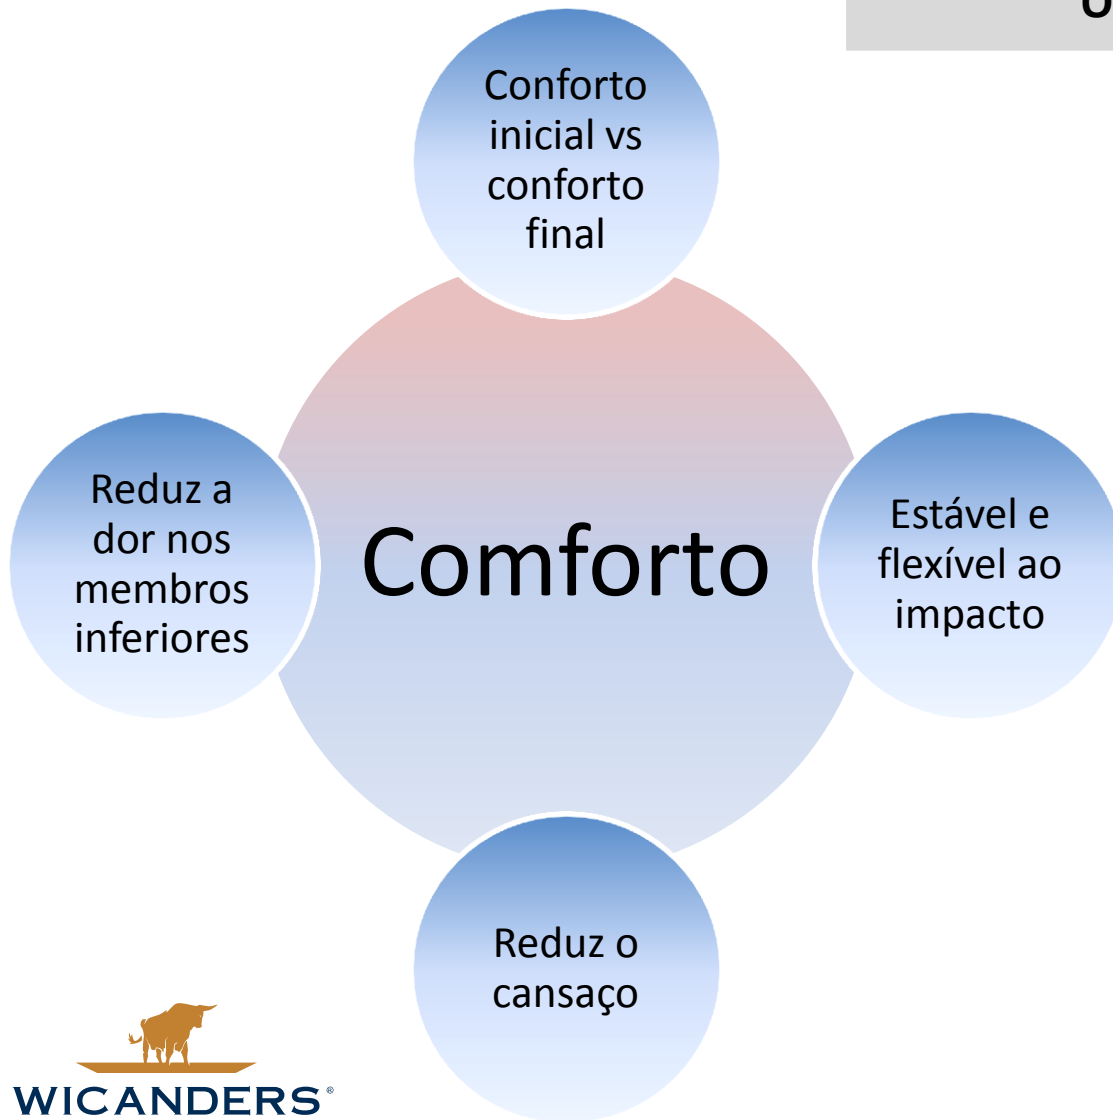 Conforto
inicial vs
conforto
final
Reduz a
dor nos
membros
inferiores
Comforto
Estável e
flexível ao
impacto
Reduz o
cansaço
WICANDERS®